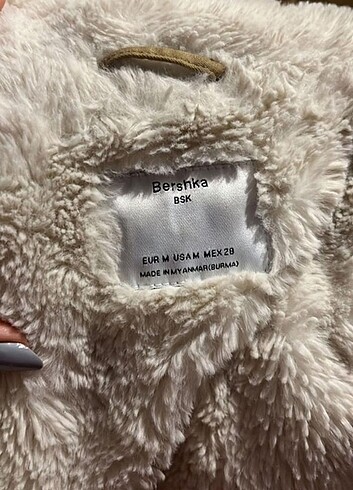 Bershka
BSK
EUR M USA M MEX 28
MADE IN MYANMAR(BURMA)